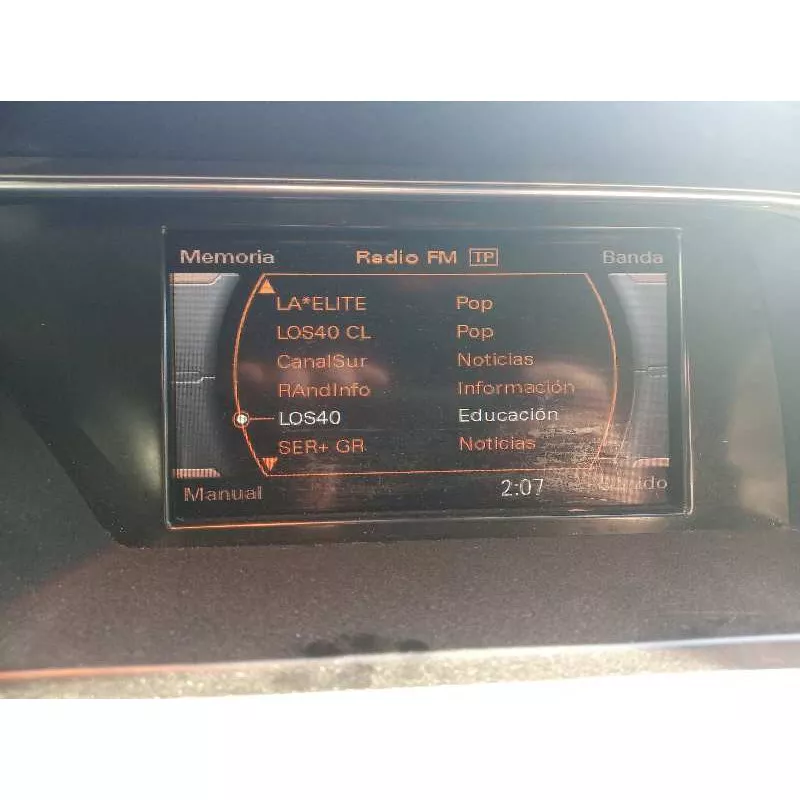 Memoria Radio FM TP Banda
LA*ELITE Pop
LOS40 CL Pop
CanalSur Noticias
RAndInfo Información
LOS40 Educación
SER+ GR Noticias
Manual 2:07